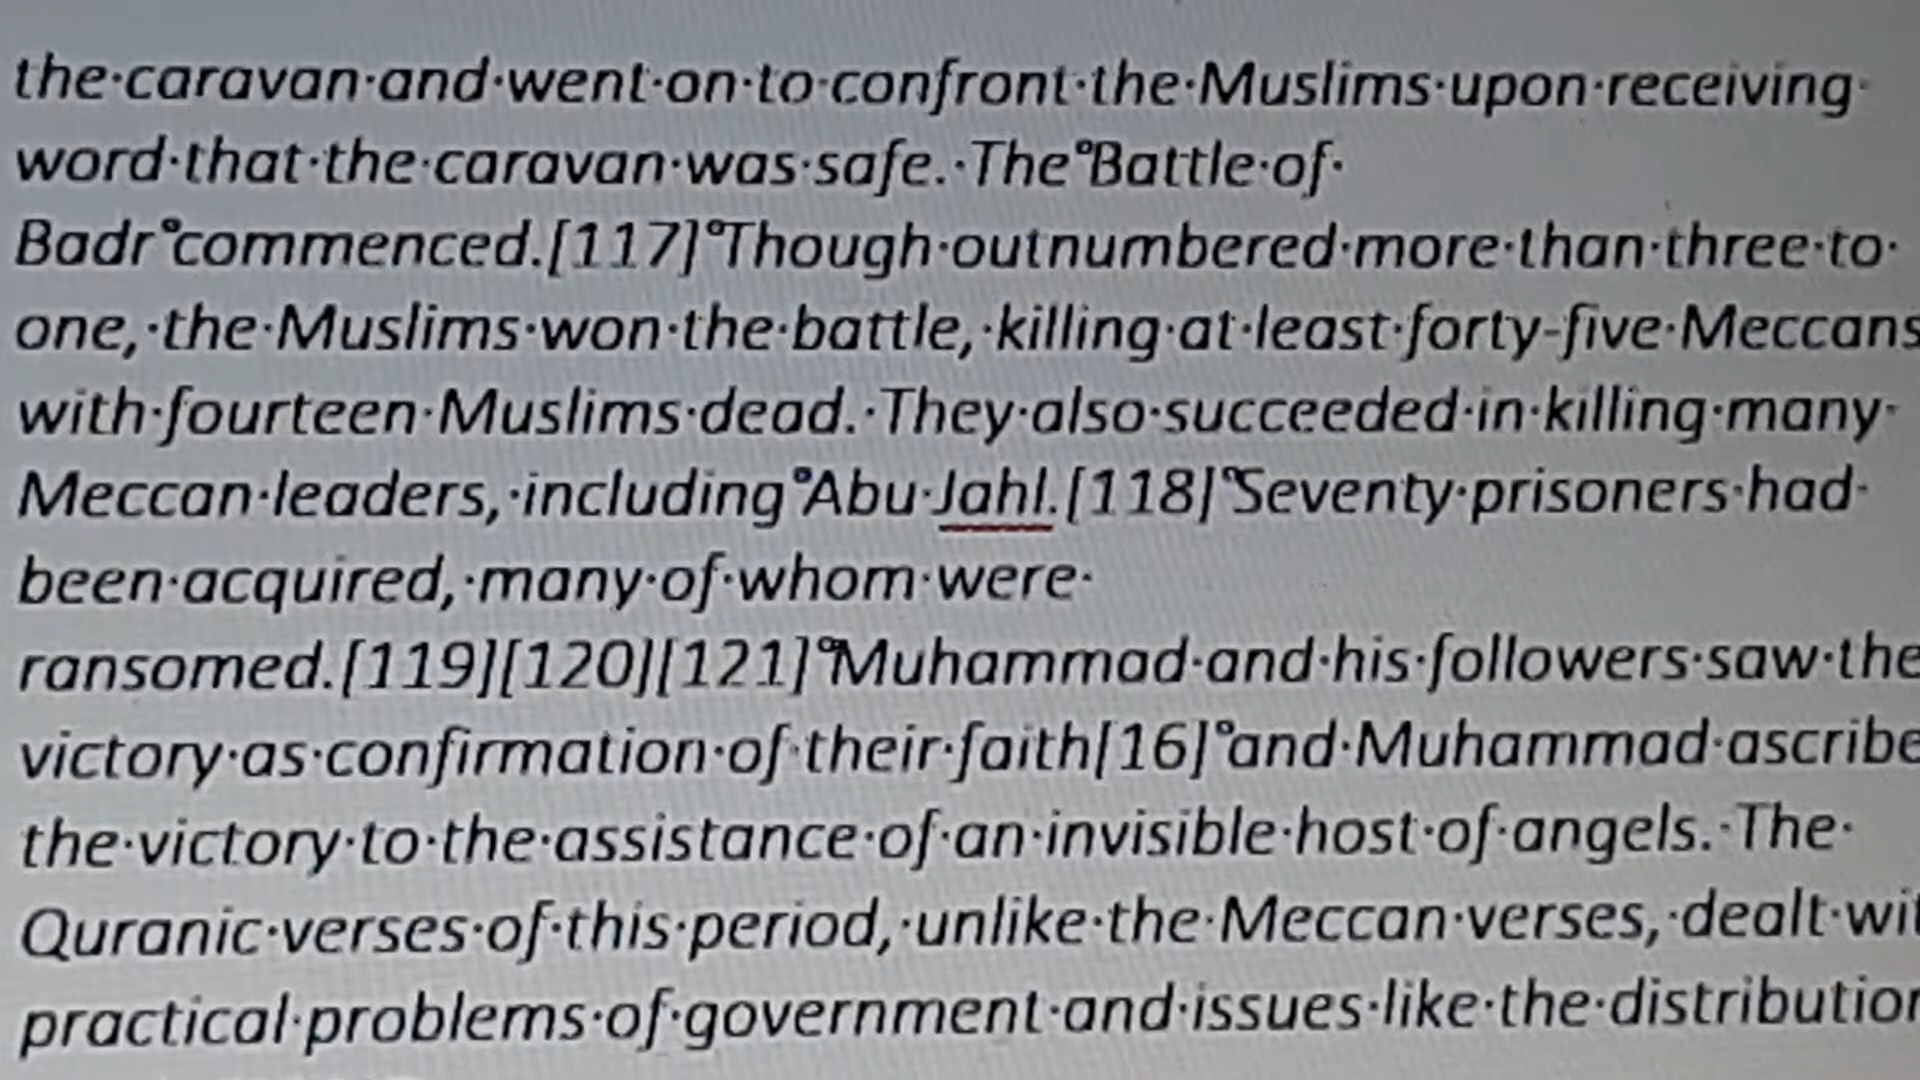 the caravan and went on to confront the Muslims upon receiving
word that the caravan was safe. The Battle of
Badr commenced.[117] Though outnumbered more than three to
one, the Muslims won the battle, killing at least forty-five Meccans
with fourteen Muslims dead. They also succeeded in killing many
Meccan leaders, including Abu Jahl.[118] Seventy prisoners had
been acquired, many of whom were
ransomed.[119][120][121] Muhammad and his followers saw the
victory as confirmation of their faith[16] and Muhammad ascribe
the victory to the assistance of an invisible host of angels. The
Quranic verses of this period, unlike the Meccan verses, dealt wit
practical problems of government and issues like the distribution